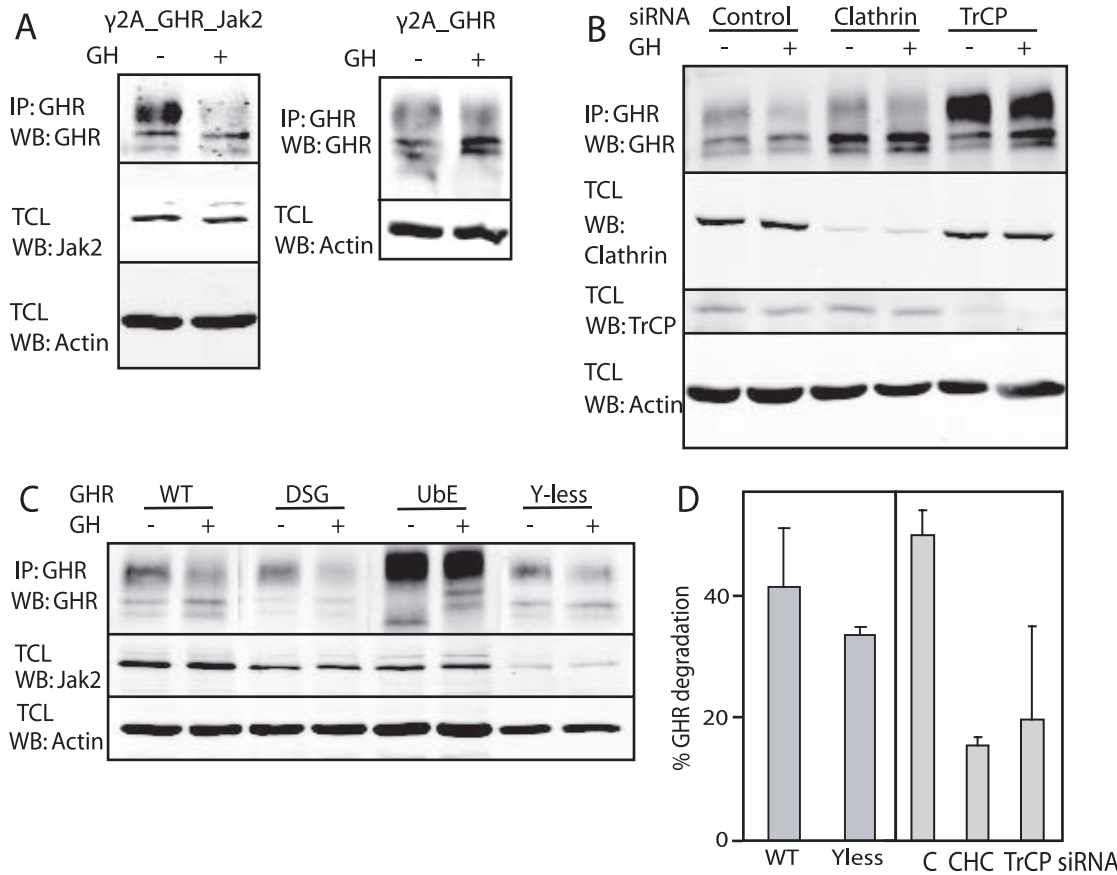 A
γ2A_GHR_Jak2
GH - +
IP: GHR
WB: GHR
TCL
WB: Jak2
TCL
WB: Actin
γ2A_GHR
GH - +
IP: GHR
WB: GHR
TCL
WB: Actin
B
siRNA Control Clathrin TrCP
GH - + - + - +
IP: GHR
WB: GHR
TCL
WB:
Clathrin
TCL
WB: TrCP
TCL
WB: Actin
C
GHR WT DSG UbE Y-less
GH - + - + - + - +
IP: GHR
WB: GHR
TCL
WB: Jak2
TCL
WB: Actin
D
% GHR degradation
40
20
0
WT Yless C CHC TrCP siRNA